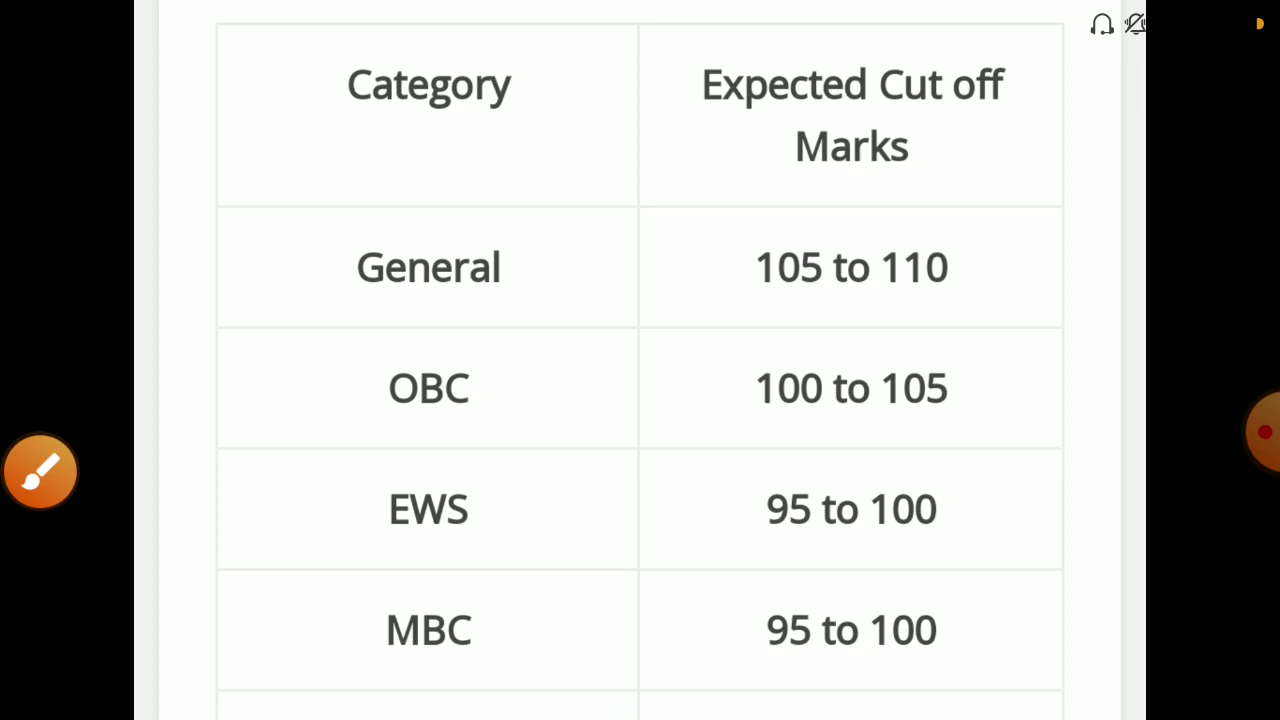 Category
Expected Cut off
Marks
General
105 to 110
OBC
100 to 105
EWS
95 to 100
MBC
95 to 100